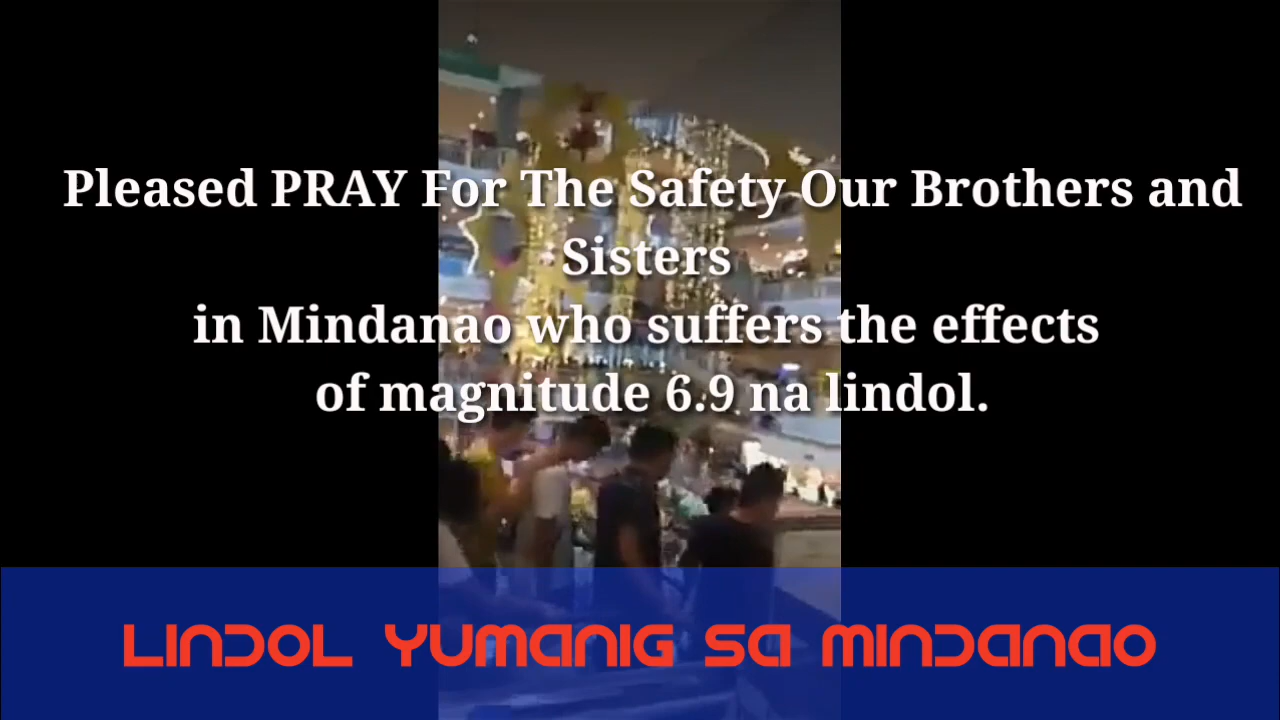 Pleased PRAY For The Safety Our Brothers and
Sisters
in Mindanao who suffers the effects
of magnitude 6.9 na lindol.
LINDOL YUMANIG SA MINDANAO